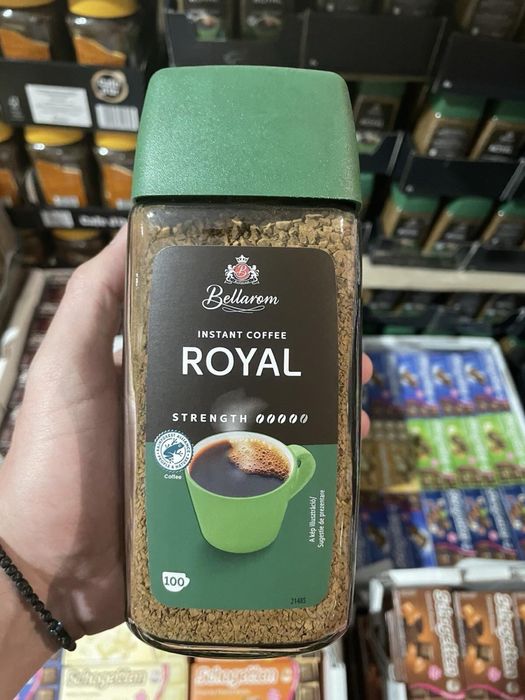 Bellarom
INSTANT COFFEE
ROYAL
STRENGTH
Coffee
100
A kép illusztráció/
Sugestie de prezentare
21485